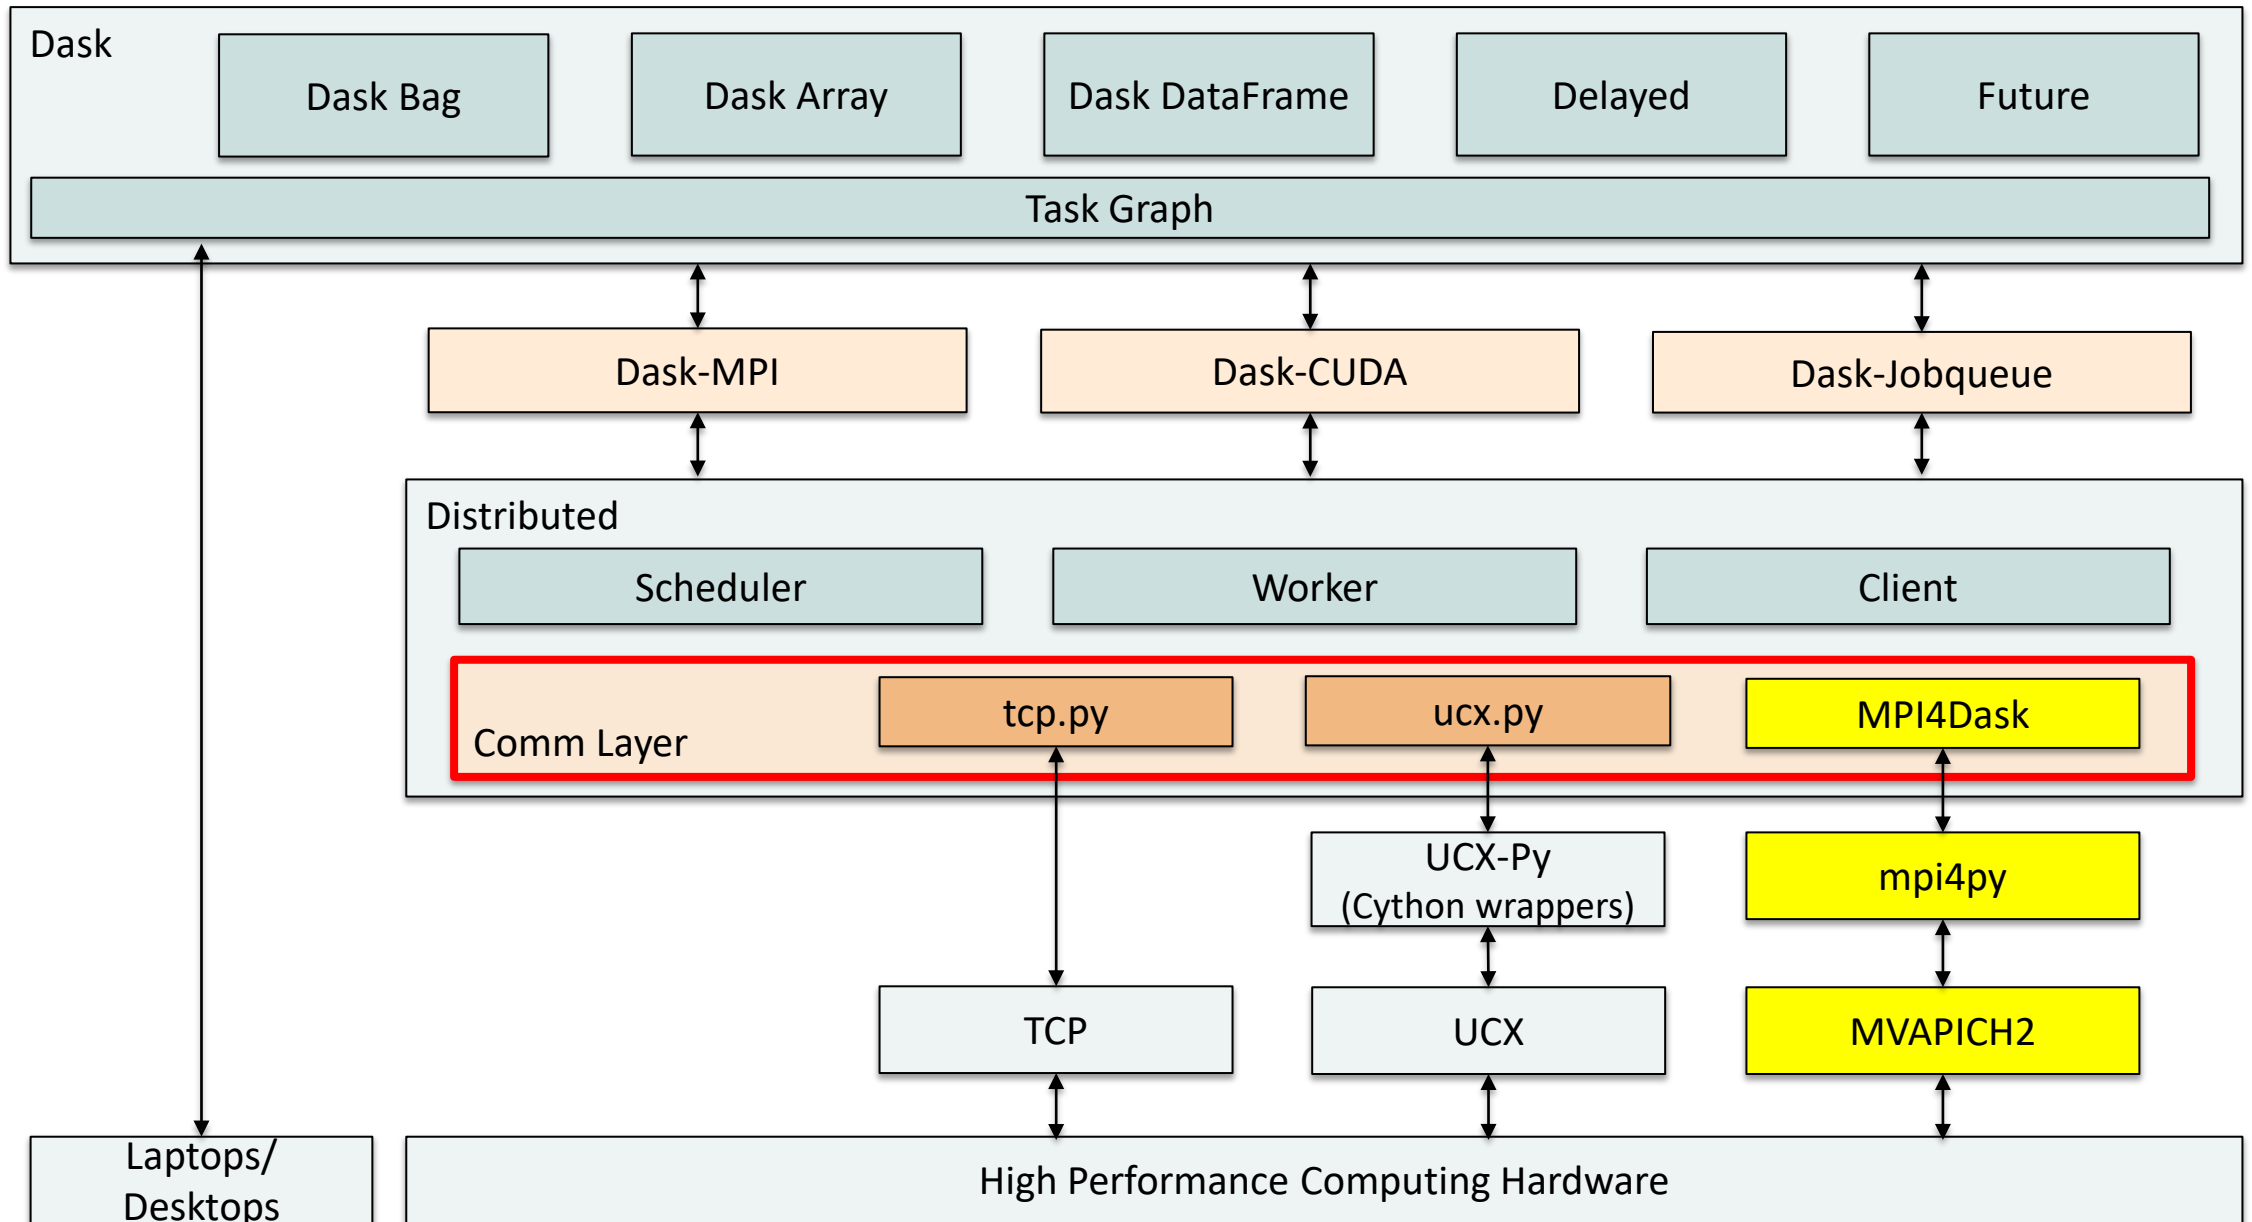 Dask
Dask Bag
Dask Array
Dask DataFrame
Delayed
Future
Task Graph
Dask-MPI
Dask-CUDA
Dask-Jobqueue
Distributed
Scheduler
Worker
Client
Comm Layer
tcp.py
ucx.py
MPI4Dask
UCX-Py
(Cython wrappers)
mpi4py
TCP
UCX
MVAPICH2
Laptops/
Desktops
High Performance Computing Hardware